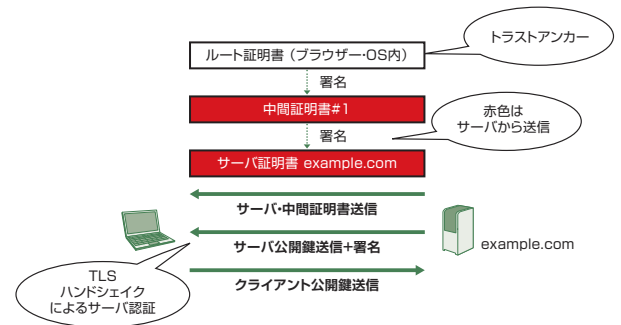 トラストアンカー
ルート証明書（ブラウザー・OS内）
署名
中間証明書#1
署名
赤色は
サーバから送信
サーバ証明書 example.com
サーバ・中間証明書送信
サーバ公開鍵送信+署名
example.com
TLS
ハンドシェイク
によるサーバ認証
クライアント公開鍵送信